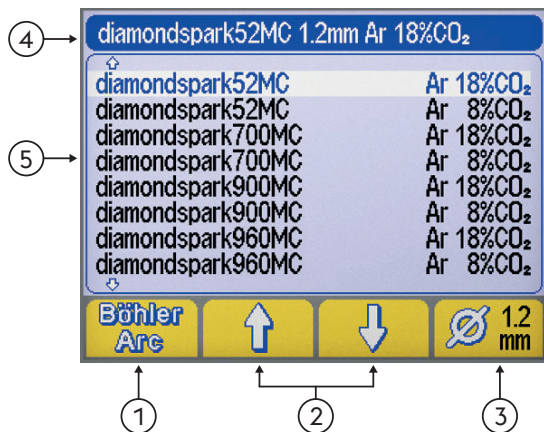 diamondspark52MC 1.2mm Ar 18%CO₂
diamondspark52MC Ar 18%CO₂
diamondspark52MC Ar 8%CO₂
diamondspark700MC Ar 18%CO₂
diamondspark700MC Ar 8%CO₂
diamondspark900MC Ar 18%CO₂
diamondspark900MC Ar 8%CO₂
diamondspark960MC Ar 18%CO₂
diamondspark960MC Ar 8%CO₂
Böhler
Arc
Ø 1.2
mm
4
5
1
2
3